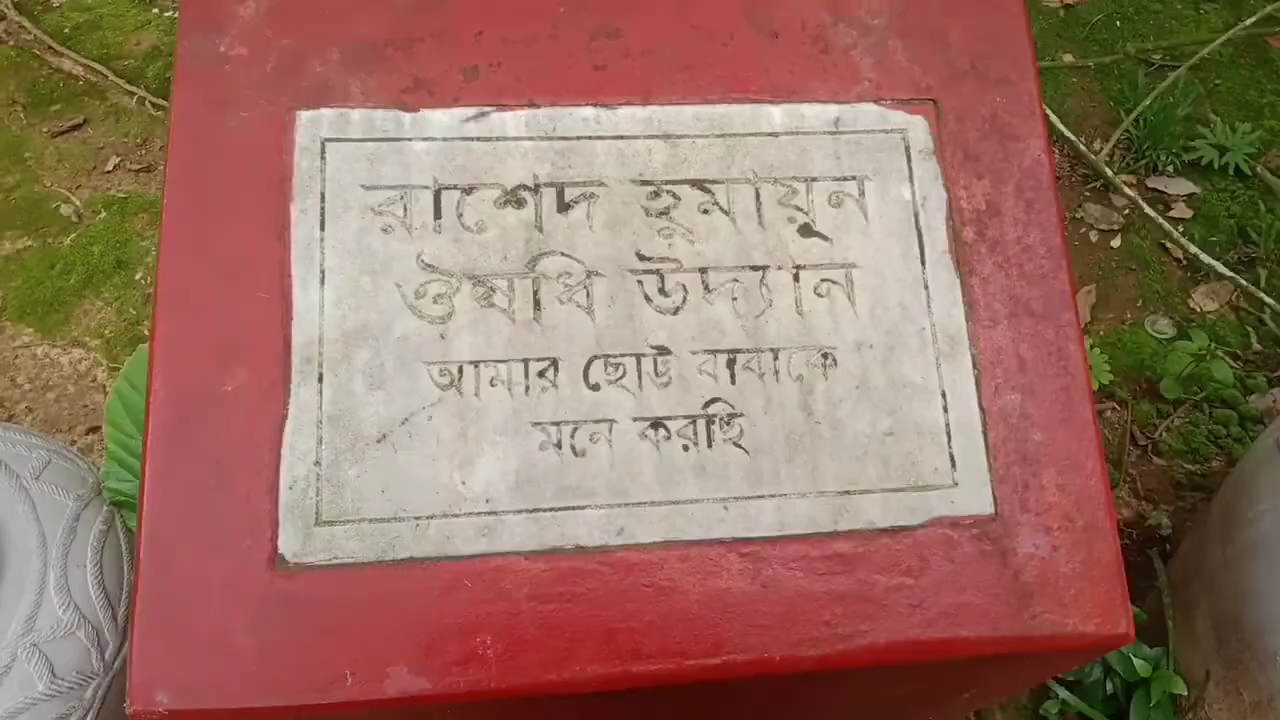 রাশেদ হুমায়ূন
ঔষধি উদ্যান
আমার ছোট্ট বাবাকে
মনে করছি